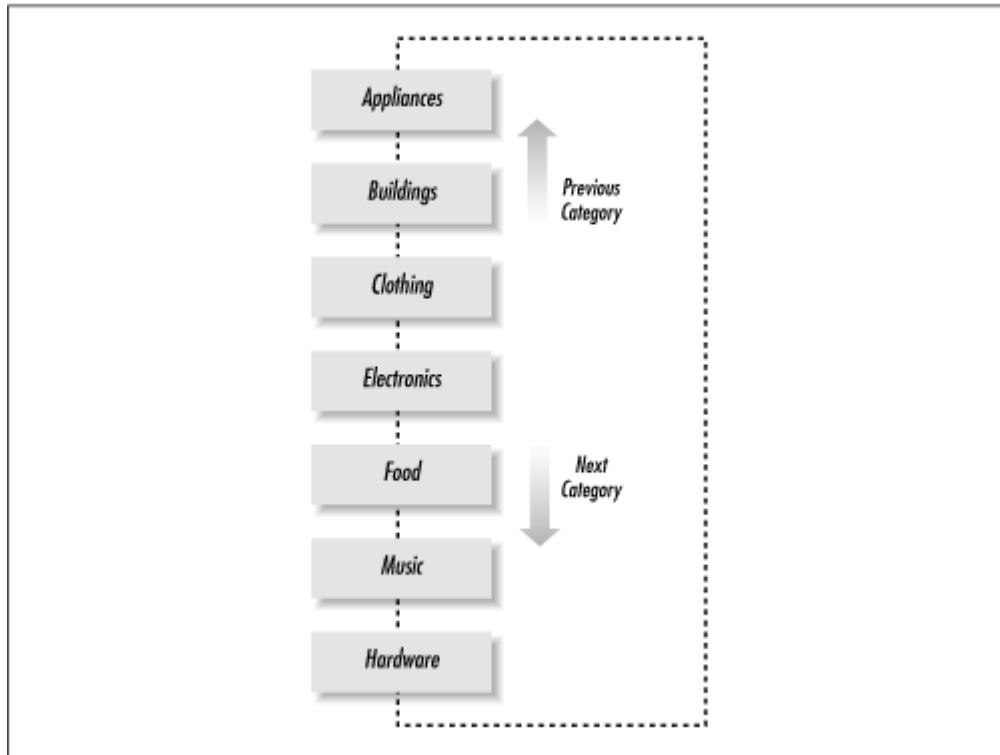 Appliances
Buildings
Previous
Category
Clothing
Electronics
Food
Next
Category
Music
Hardware